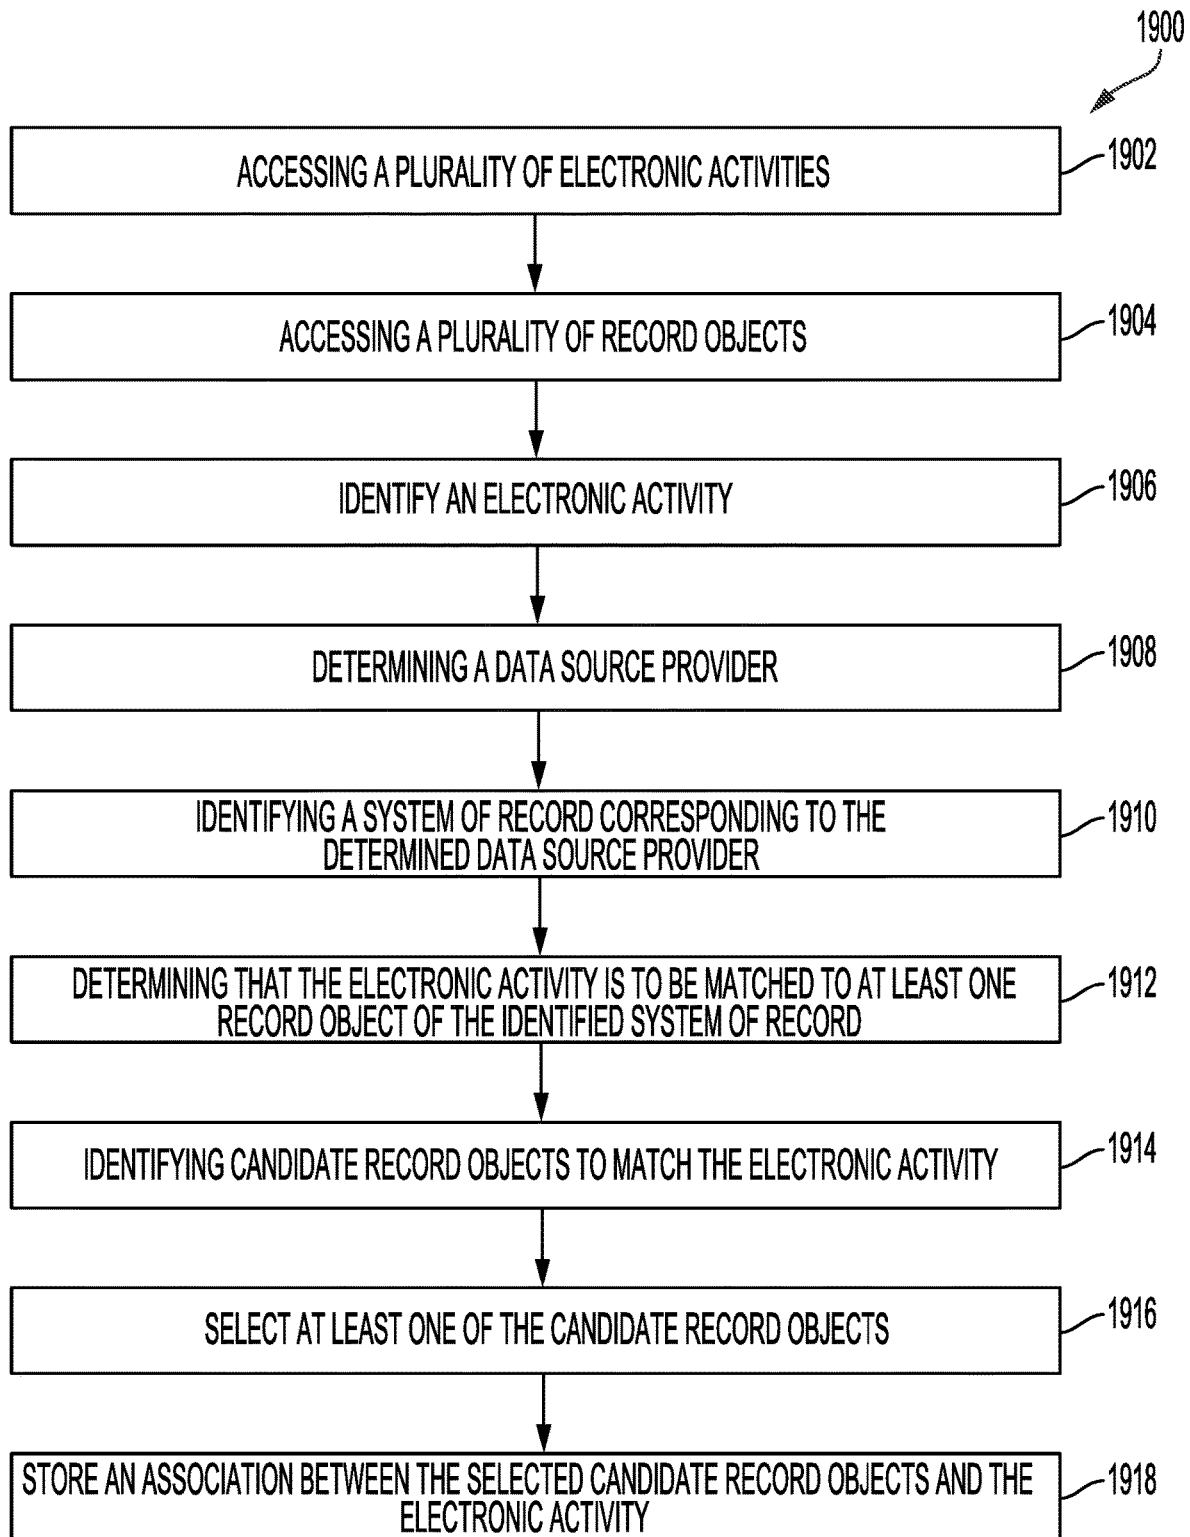 1900
ACCESSING A PLURALITY OF ELECTRONIC ACTIVITIES
1902
ACCESSING A PLURALITY OF RECORD OBJECTS
1904
IDENTIFY AN ELECTRONIC ACTIVITY
1906
DETERMINING A DATA SOURCE PROVIDER
1908
IDENTIFYING A SYSTEM OF RECORD CORRESPONDING TO THE
DETERMINED DATA SOURCE PROVIDER
1910
DETERMINING THAT THE ELECTRONIC ACTIVITY IS TO BE MATCHED TO AT LEAST ONE
RECORD OBJECT OF THE IDENTIFIED SYSTEM OF RECORD
1912
IDENTIFYING CANDIDATE RECORD OBJECTS TO MATCH THE ELECTRONIC ACTIVITY
1914
SELECT AT LEAST ONE OF THE CANDIDATE RECORD OBJECTS
1916
STORE AN ASSOCIATION BETWEEN THE SELECTED CANDIDATE RECORD OBJECTS AND THE
ELECTRONIC ACTIVITY
1918